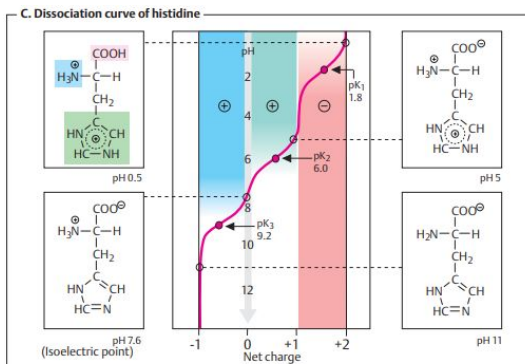 C. Dissociation curve of histidine
COOH
H₃N⊕ C H
CH₂
C
HN CH
⊕
HC NH
pH 0.5
COO⊖
H₃N⊕ C H
CH₂
C
HN CH
HC N
pH 7.6
(Isoelectric point)
pH
2
4
6
8
10
12
⊕ ⊕ ⊖
pK₁
1.8
pK₂
6.0
pK₃
9.2
-1 0 +1 +2
Net charge
COO⊖
H₃N⊕ C H
CH₂
C
HN CH
⊕
HC NH
pH 5
COO⊖
H₂N C H
CH₂
C
HN CH
HC N
pH 11